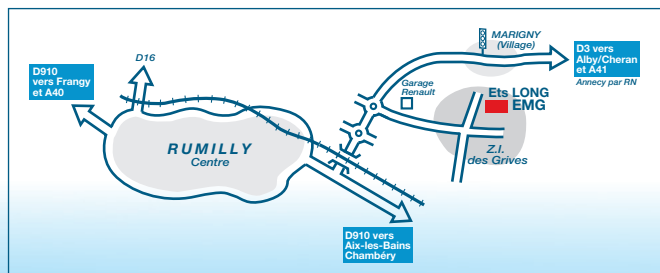 D910
vers Frangy
et A40
D16
MARIGNY
(Village)
D3 vers
Alby/Cheran
et A41
Annecy par RN
Garage
Renault
Ets LONG
EMG
Z.I.
des Grives
RUMILLY
Centre
D910 vers
Aix-les-Bains
Chambéry